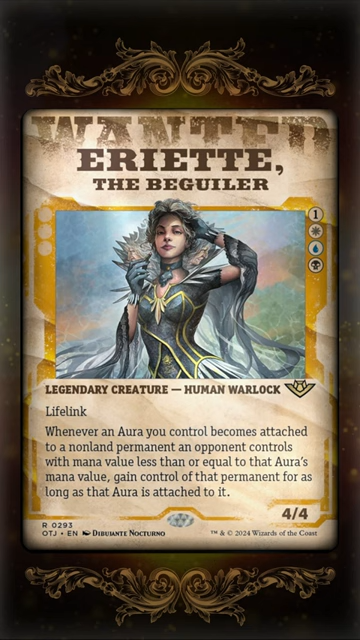 WANTED
ERIETTE,
THE BEGUILER
1
LEGENDARY CREATURE — HUMAN WARLOCK
Lifelink
Whenever an Aura you control becomes attached
to a nonland permanent an opponent controls
with mana value less than or equal to that Aura's
mana value, gain control of that permanent for as
long as that Aura is attached to it.
4/4
R 0293
OTJ • EN Dibujante Nocturno
™ & © 2024 Wizards of the Coast